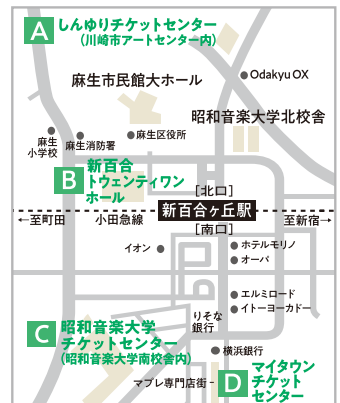 A しんゆりチケットセンター
（川崎市アートセンター内）
麻生市民館大ホール
Odakyu OX
昭和音楽大学北校舎
麻生
小学校
麻生消防署
麻生区役所
B 新百合
トウェンティワン
ホール
［北口］
←至町田
小田急線
新百合ヶ丘駅
至新宿→
［南口］
イオン
ホテルモリノ
オーパ
エルミロード
イトーヨーカドー
りそな
銀行
C 昭和音楽大学
チケットセンター
（昭和音楽大学南校舎内）
横浜銀行
マプレ専門店街
D マイタウン
チケット
センター